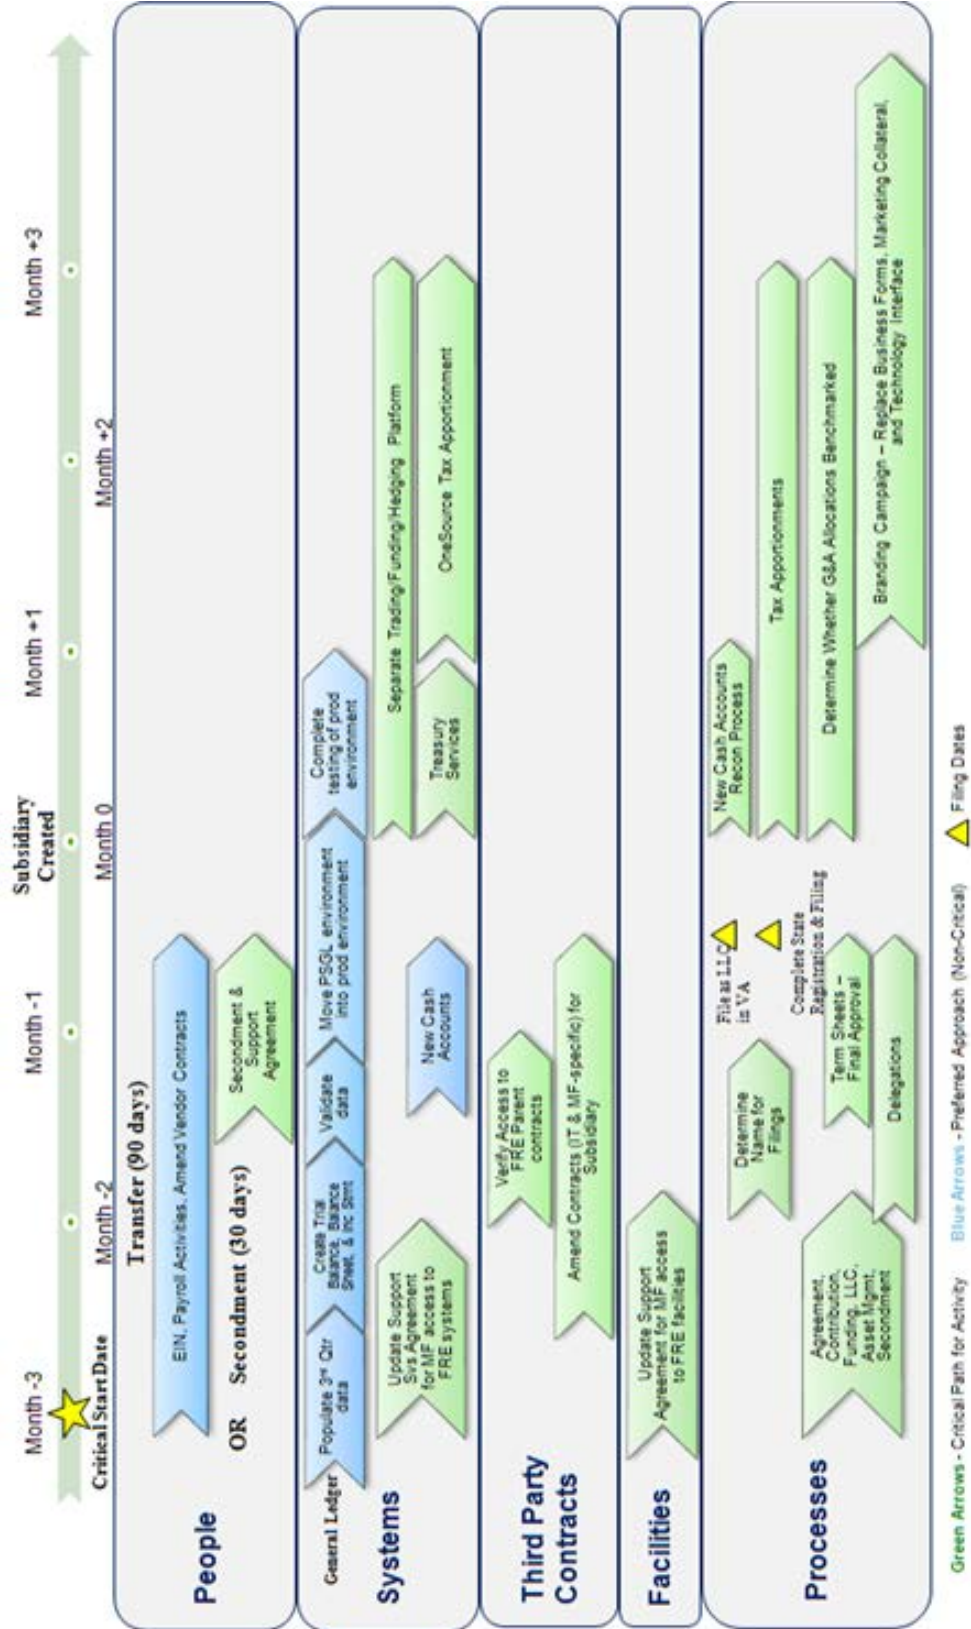 Month -3
Month -2
Month -1
Month 0
Month +1
Month +2
Month +3
Subsidiary
Created
Critical Start Date
People
Transfer (90 days)
EIN, Payroll Activities, Amend Vendor Contracts
OR
Secondment (30 days)
Secondment &
Support
Agreement
Systems
General Ledger
Populate 3rd Qtr
data
Create Trial
Balance, Balance
Sheet, & Inc Stmt
Validate
data
Move PSGL environment
into prod environment
Complete
testing of prod
environment
Update Support
Svs Agreement
for MF access to
FRE systems
New Cash
Accounts
Separate Trading/Funding/Hedging Platform
Treasury
Services
OneSource Tax Apportionment
Third Party
Contracts
Verify Access to
FRE Parent
contracts
Amend Contracts (IT & MF-specific) for
Subsidiary
Facilities
Update Support
Agreement for MF access
to FRE facilities
Processes
Determine
Name for
Filings
File as LLC
in VA
Complete State
Registration & Filing
New Cash Accounts
Recon Process
Tax Apportionments
Agreement,
Contribution,
Funding, LLC,
Asset Mgmt,
Secondment
Term Sheets –
Final Approval
Delegations
Determine Whether G&A Allocations Benchmarked
Branding Campaign – Replace Business Forms, Marketing Collateral,
and Technology Interface
Green Arrows - Critical Path for Activity
Blue Arrows - Preferred Approach (Non-Critical)
Filing Dates